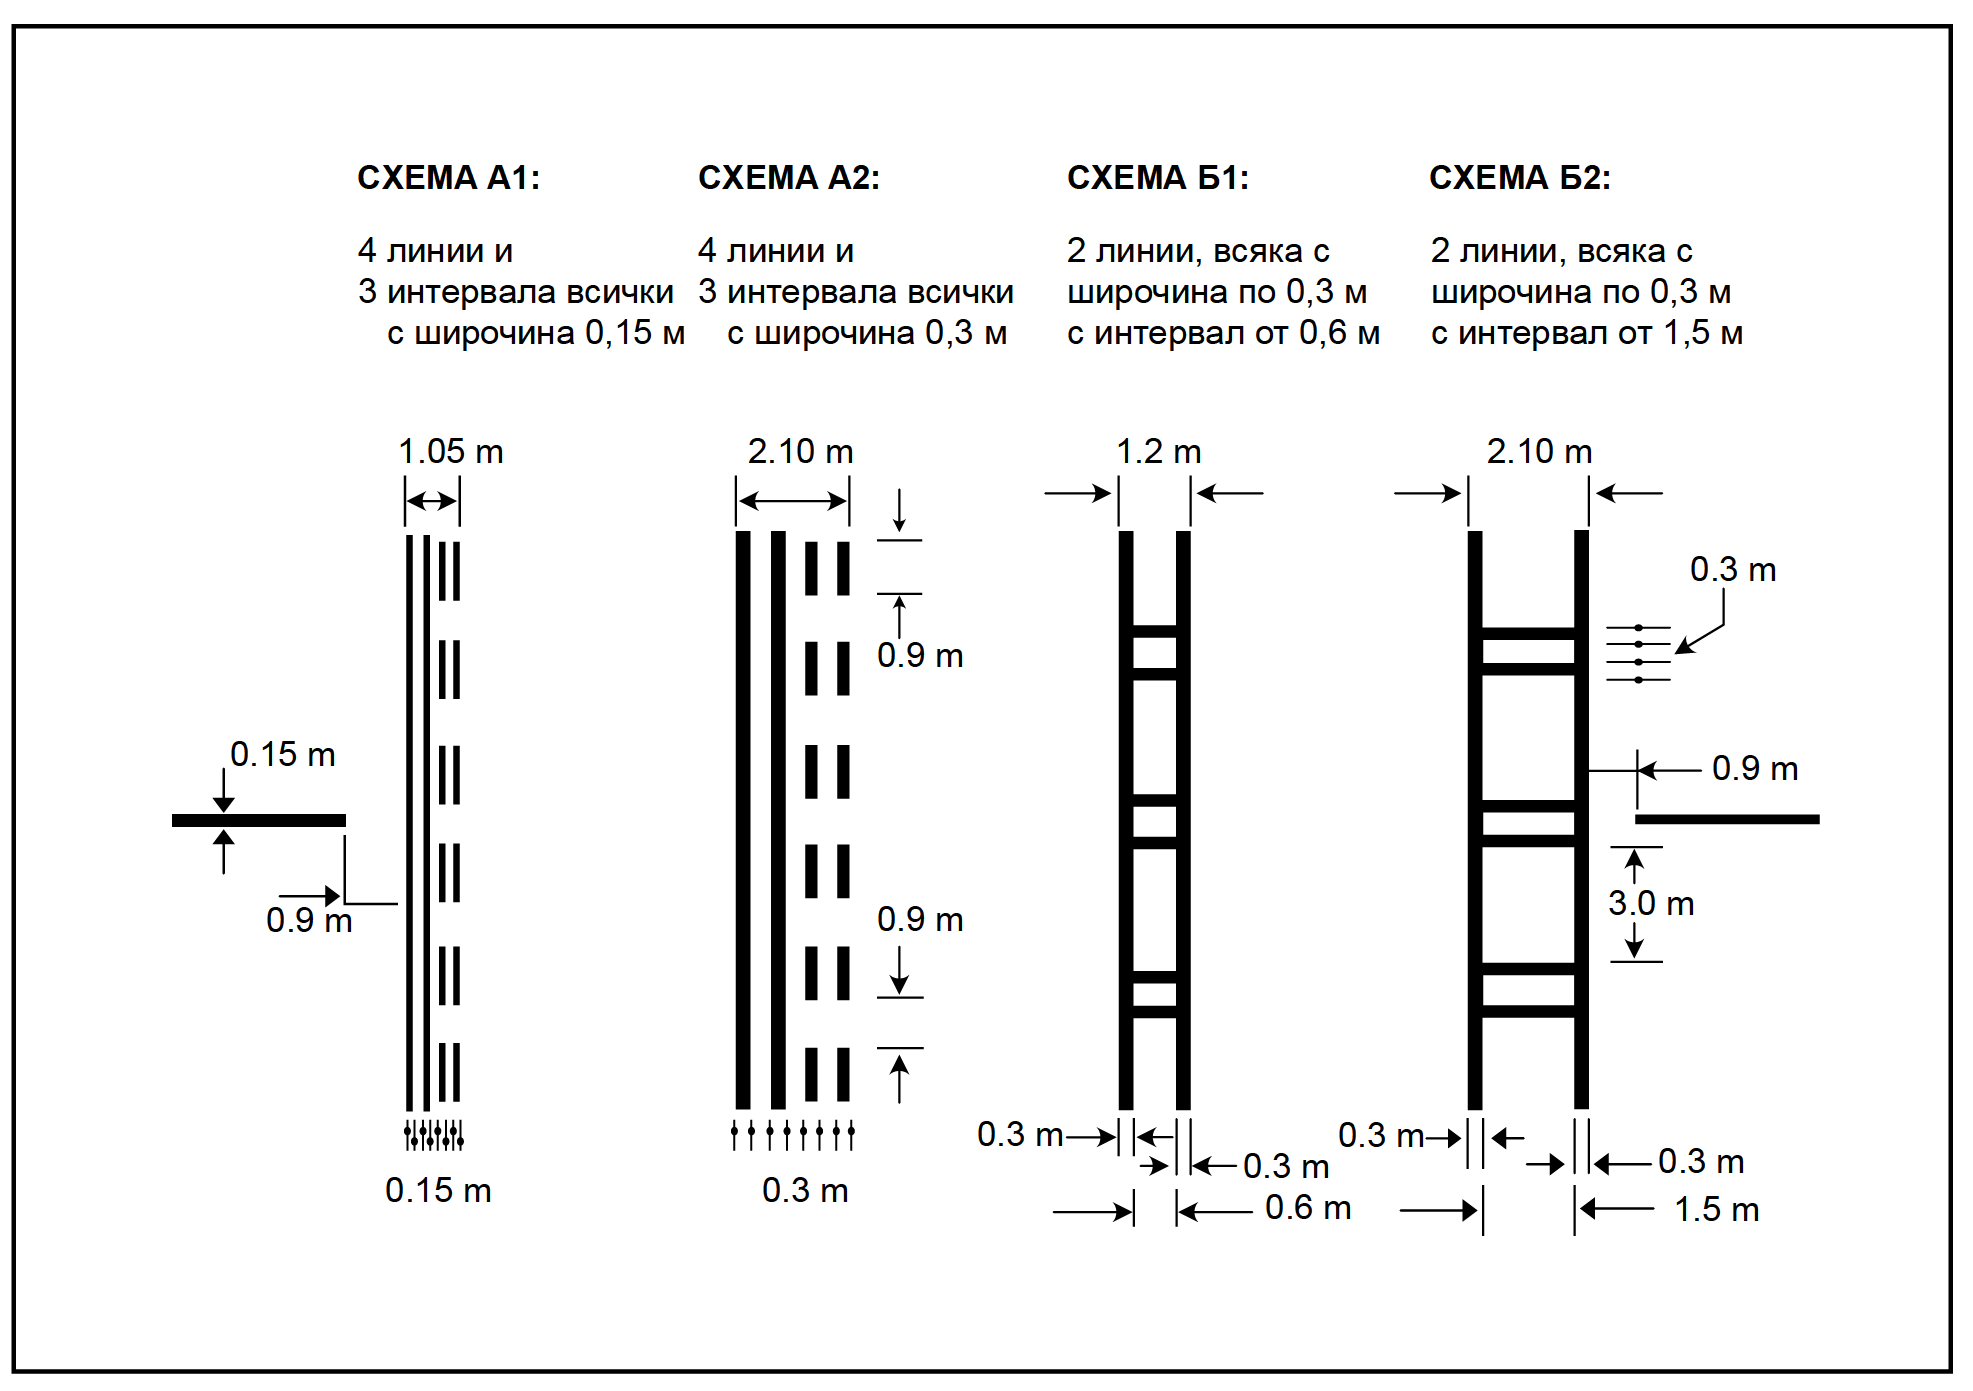 СХЕМА А1:
4 линии и
3 интервала всички
с широчина 0,15 м
СХЕМА А2:
4 линии и
3 интервала всички
с широчина 0,3 м
СХЕМА Б1:
2 линии, всяка с
широчина по 0,3 м
с интервал от 0,6 м
СХЕМА Б2:
2 линии, всяка с
широчина по 0,3 м
с интервал от 1,5 м
1.05 m
2.10 m
1.2 m
2.10 m
0.3 m
0.9 m
0.15 m
0.9 m
0.9 m
0.9 m
3.0 m
0.3 m
0.3 m
0.3 m
0.3 m
0.15 m
0.3 m
0.6 m
1.5 m